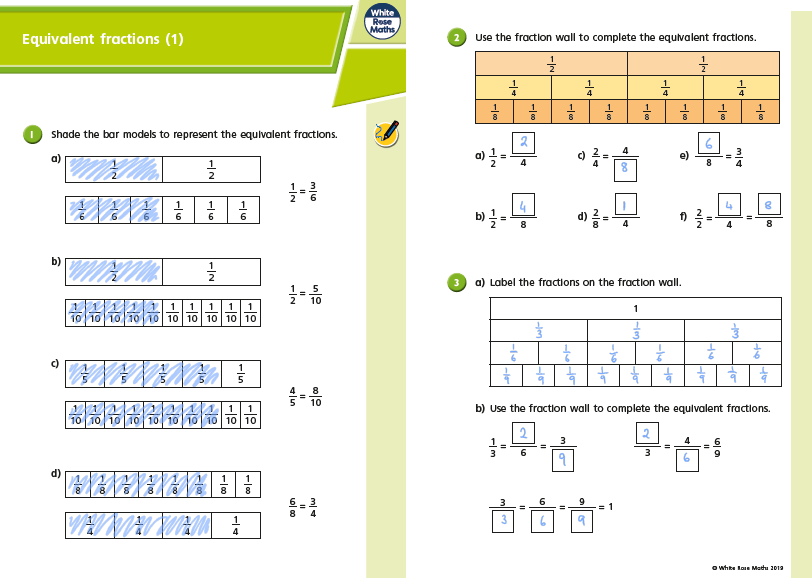 Equivalent fractions (1)
White
Rose
Maths
1 Shade the bar models to represent the equivalent fractions.
a) 1/2 1/2
1/6 1/6 1/6 1/6 1/6 1/6
1/2 = 3/6
b) 1/2 1/2
1/10 1/10 1/10 1/10 1/10 1/10 1/10 1/10 1/10 1/10
1/2 = 5/10
c) 1/5 1/5 1/5 1/5 1/5
1/10 1/10 1/10 1/10 1/10 1/10 1/10 1/10 1/10 1/10
4/5 = 8/10
d) 1/8 1/8 1/8 1/8 1/8 1/8 1/8 1/8
1/4 1/4 1/4 1/4
6/8 = 3/4
2 Use the fraction wall to complete the equivalent fractions.
1/2 1/2
1/4 1/4 1/4 1/4
1/8 1/8 1/8 1/8 1/8 1/8 1/8 1/8
a) 1/2 = 2/4 c) 2/4 = 4/8 e) 6/8 = 3/4
b) 1/2 = 4/8 d) 2/8 = 1/4 f) 2/2 = 4/4 = 8/8
3 a) Label the fractions on the fraction wall.
1
1/3 1/3 1/3
1/6 1/6 1/6 1/6 1/6 1/6
1/9 1/9 1/9 1/9 1/9 1/9 1/9 1/9 1/9
b) Use the fraction wall to complete the equivalent fractions.
1/3 = 2/6 = 3/9 2/3 = 4/6 = 6/9
3/3 = 6/6 = 9/9 = 1
© White Rose Maths 2019